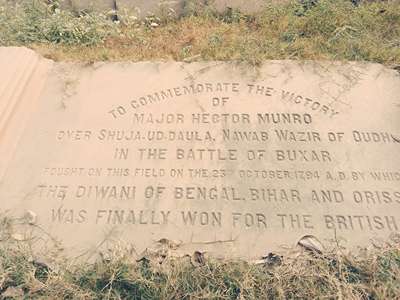 TO COMMEMORATE THE VICTORY
OF
MAJOR HECTOR MUNRO
OVER SHUJA-UD-DAULA, NAWAB WAZIR OF OUDH
IN THE BATTLE OF BUXAR
FOUGHT ON THIS FIELD ON THE 23RD OCTOBER 1764 A.D. BY WHIC
THE DIWANI OF BENGAL, BIHAR AND ORISS
WAS FINALLY WON FOR THE BRITISH